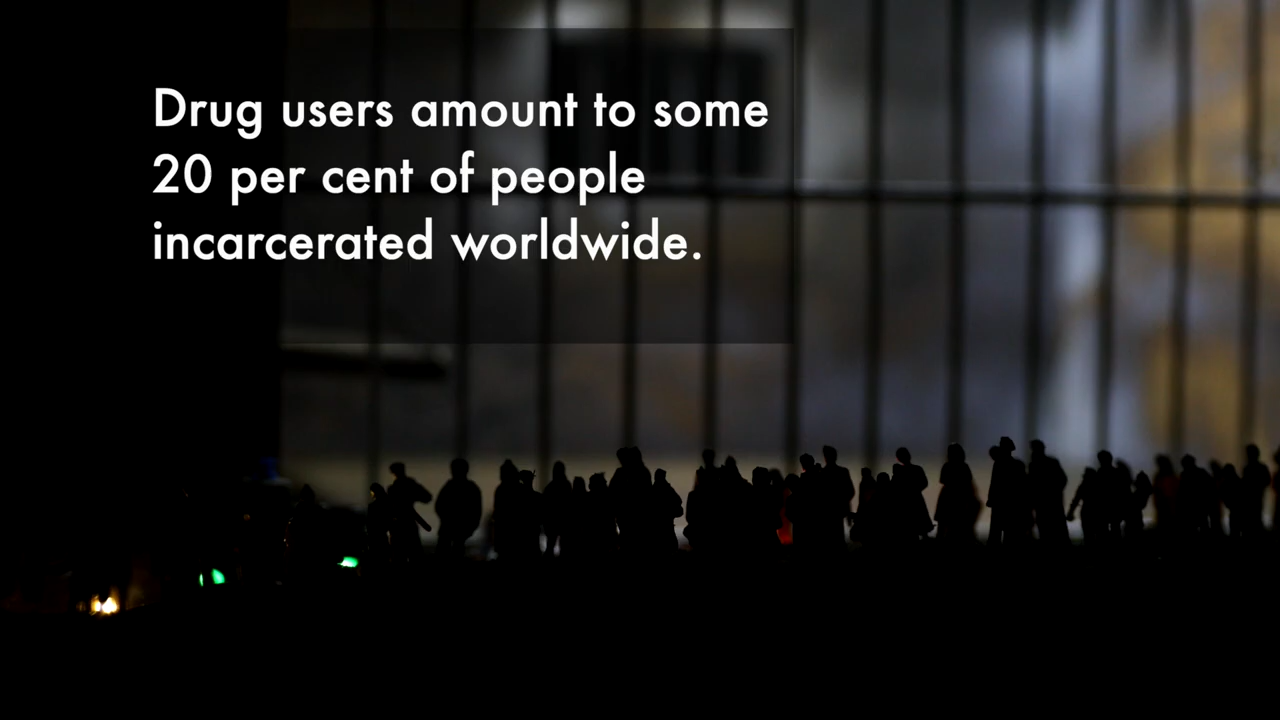 Drug users amount to some
20 per cent of people
incarcerated worldwide.